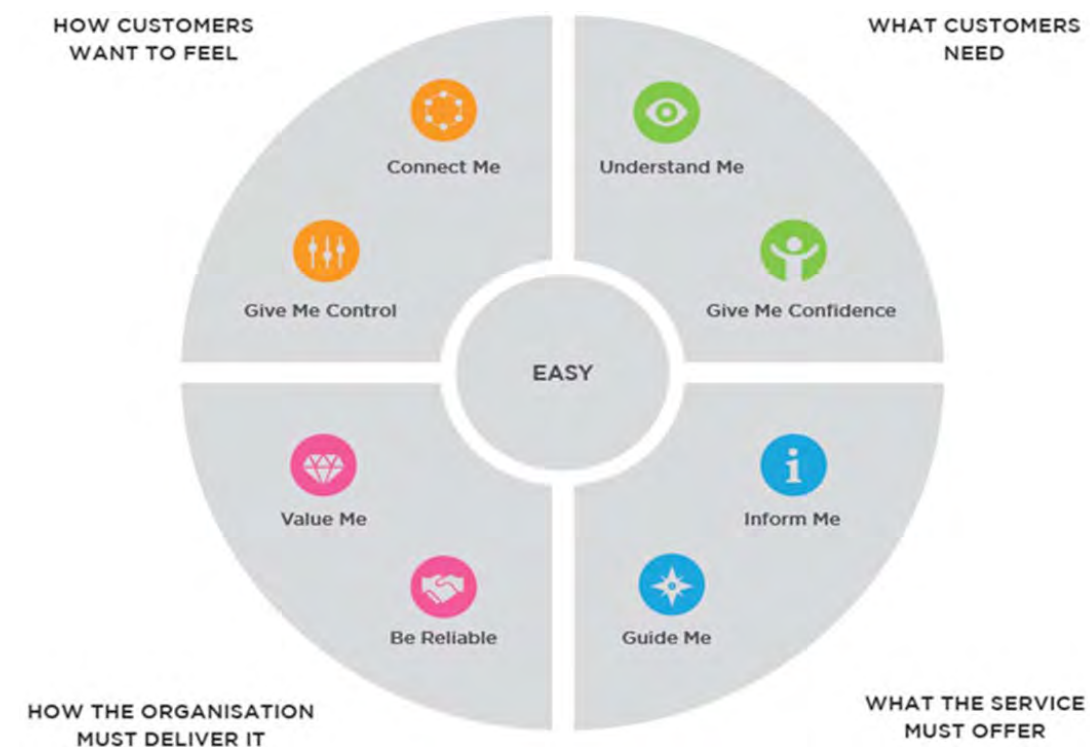 HOW CUSTOMERS
WANT TO FEEL
WHAT CUSTOMERS
NEED
Connect Me
Understand Me
Give Me Control
Give Me Confidence
EASY
Value Me
Inform Me
Be Reliable
Guide Me
HOW THE ORGANISATION
MUST DELIVER IT
WHAT THE SERVICE
MUST OFFER